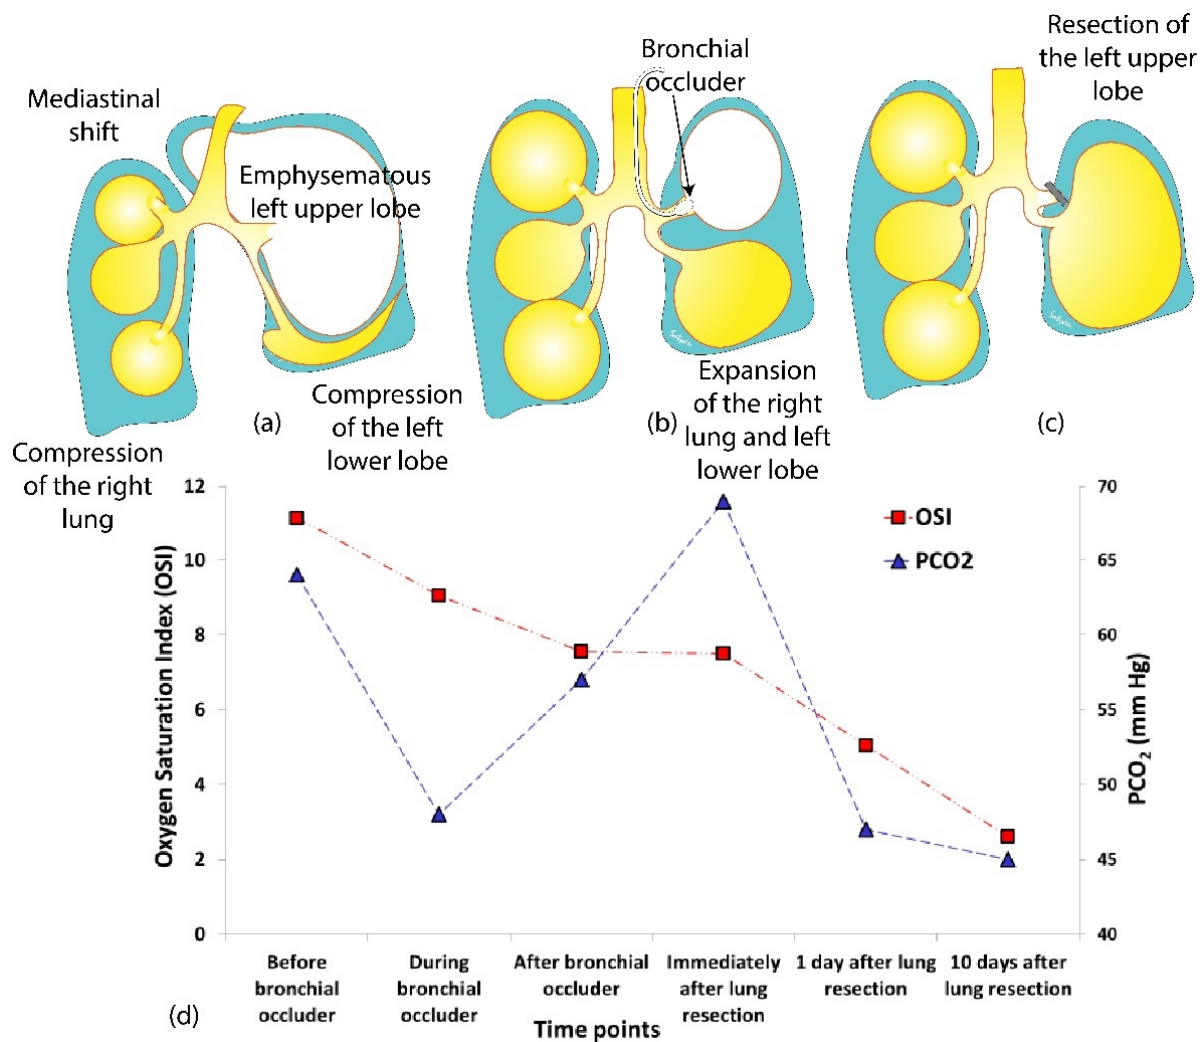 Mediastinal
shift
Emphysematous
left upper lobe
Compression
of the right
lung
Compression
of the left
lower lobe
(a)
Bronchial
occluder
Expansion
of the right
lung and left
lower lobe
(b)
Resection of
the left upper
lobe
(c)
12
10
8
6
4
2
0
Oxygen Saturation Index (OSI)
OSI
PCO2
70
65
60
55
50
45
40
PCO₂ (mm Hg)
Before
bronchial
occluder
During
bronchial
occluder
After bronchial
occluder
Immediately
after lung
resection
1 day after lung
resection
10 days after
lung resection
(d)
Time points